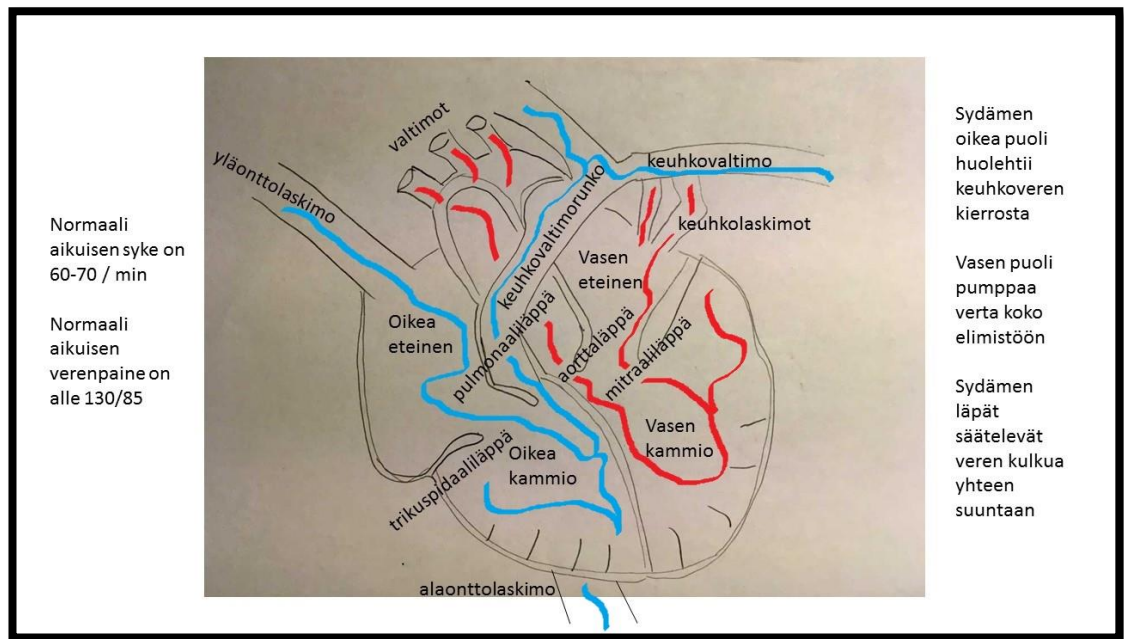 Normaali
aikuisen syke on
60-70 / min
Normaali
aikuisen
verenpaine on
alle 130/85
yläonttolaskimo
valtimot
keuhkovaltimorunko
keuhkovaltimo
keuhkolaskimot
Vasen
eteinen
Oikea
eteinen
pulmonaaliläppä
aorttaläppä
mitraaliläppä
Vasen
kammio
Oikea
kammio
trikuspidaaliläppä
alaonttolaskimo
Sydämen
oikea puoli
huolehtii
keuhkoveren
kierrosta
Vasen puoli
pumppaa
verta koko
elimistöön
Sydämen
läpät
säätelevät
veren kulkua
yhteen
suuntaan